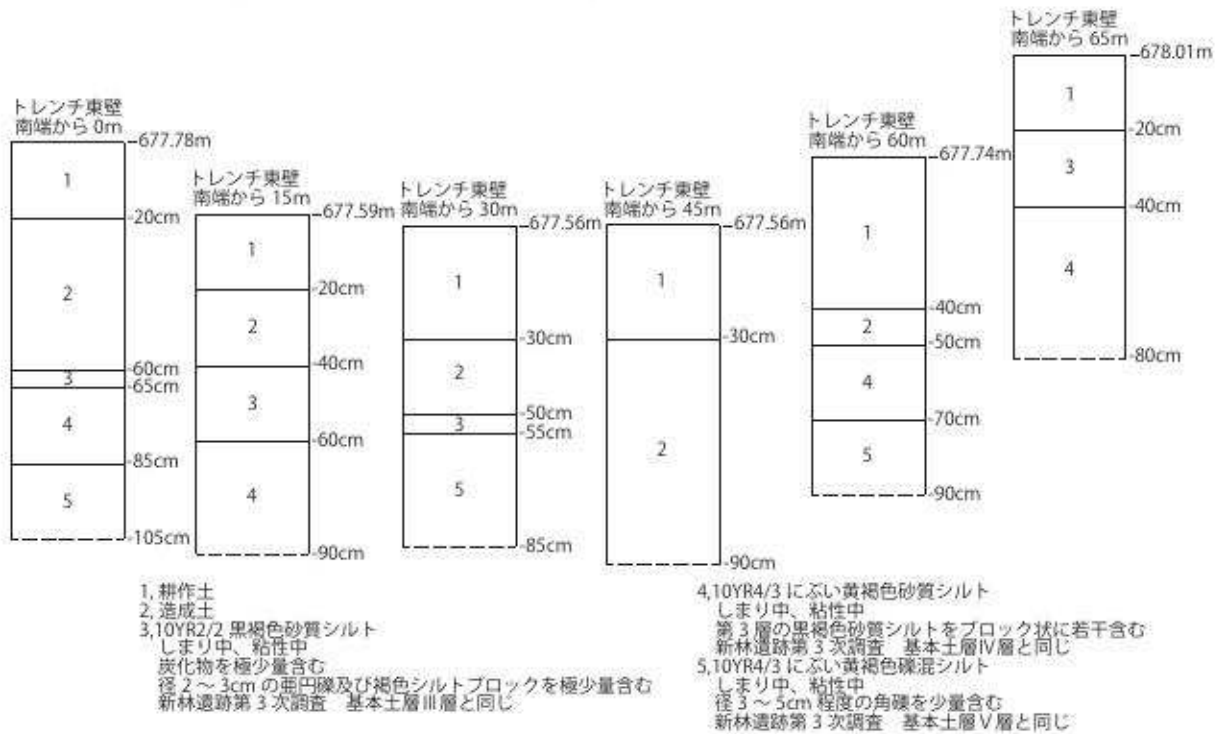 トレンチ東壁
南端から 0m
677.78m
1
20cm
2
60cm
3
65cm
4
85cm
5
105cm
トレンチ東壁
南端から 15m
677.59m
1
20cm
2
40cm
3
60cm
4
90cm
トレンチ東壁
南端から 30m
677.56m
1
30cm
2
50cm
3
55cm
5
85cm
トレンチ東壁
南端から 45m
677.56m
1
30cm
2
90cm
トレンチ東壁
南端から 60m
677.74m
1
40cm
2
50cm
4
70cm
5
90cm
トレンチ東壁
南端から 65m
678.01m
1
20cm
3
40cm
4
80cm
1, 耕作土
2, 造成土
3,10YR2/2 黒褐色砂質シルト
しまり中、粘性中
炭化物を極少量含む
径 2 ~ 3cm の亜円礫及び褐色シルトブロックを極少量含む
新林遺跡第 3 次調査 基本土層Ⅲ層と同じ
4,10YR4/3 にぶい黄褐色砂質シルト
しまり中、粘性中
第 3 層の黒褐色砂質シルトをブロック状に若干含む
新林遺跡第 3 次調査 基本土層Ⅳ層と同じ
5,10YR4/3 にぶい黄褐色礫混シルト
しまり中、粘性中
径 3 ~ 5cm 程度の角礫を少量含む
新林遺跡第 3 次調査 基本土層Ⅴ層と同じ